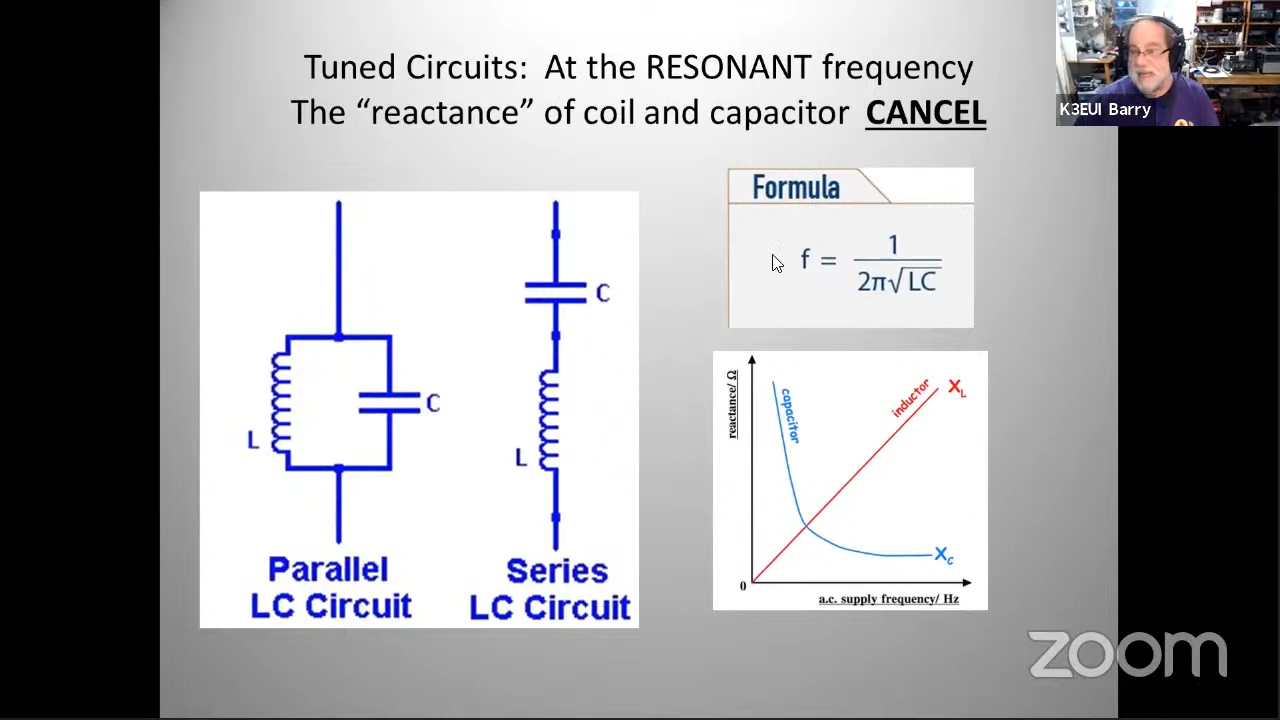 Tuned Circuits: At the RESONANT frequency
The “reactance” of coil and capacitor CANCEL
K3EUI Barry
Formula
f = 1 / 2π√LC
C
L
Parallel
LC Circuit
C
L
Series
LC Circuit
reactance/ Ω
capacitor
inductor
XL
XC
0
a.c. supply frequency/ Hz
zoom